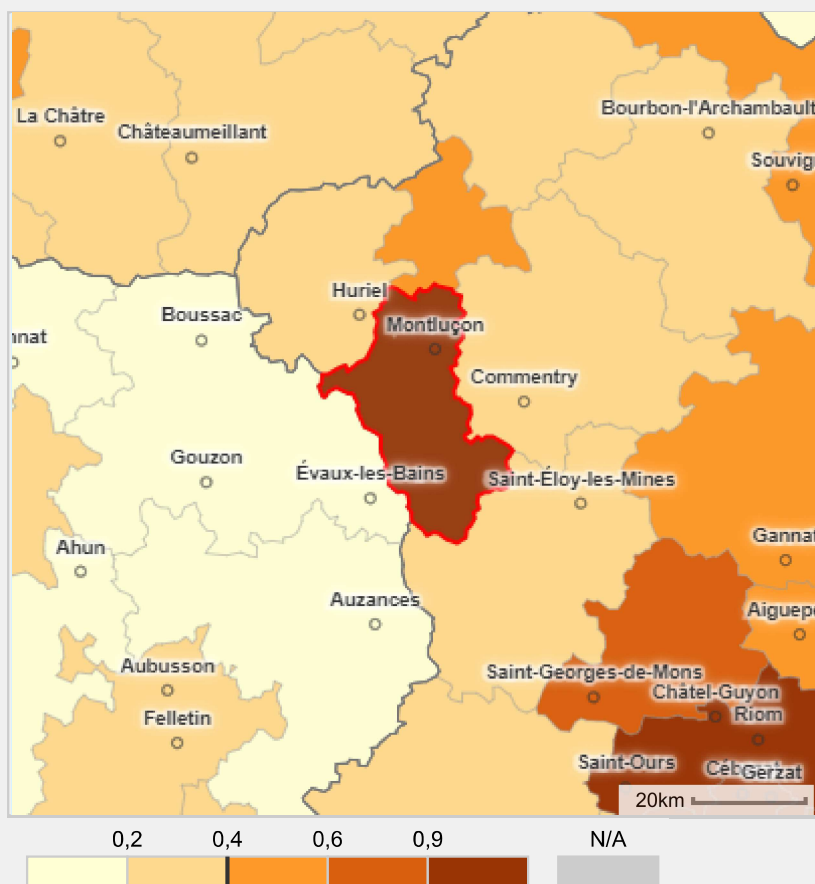 La Châtre
Châteaumeillant
Bourbon-l'Archambault
Souvig
Huriel
Boussac
Montluçon
nnat
Commentry
Gouzon
Évaux-les-Bains
Saint-Éloy-les-Mines
Gannat
Ahun
Auzances
Aiguepe
Aubusson
Saint-Georges-de-Mons
Châtel-Guyon
Felletin
Riom
Saint-Ours
Gerzat
20km
0,2 0,4 0,6 0,9 N/A